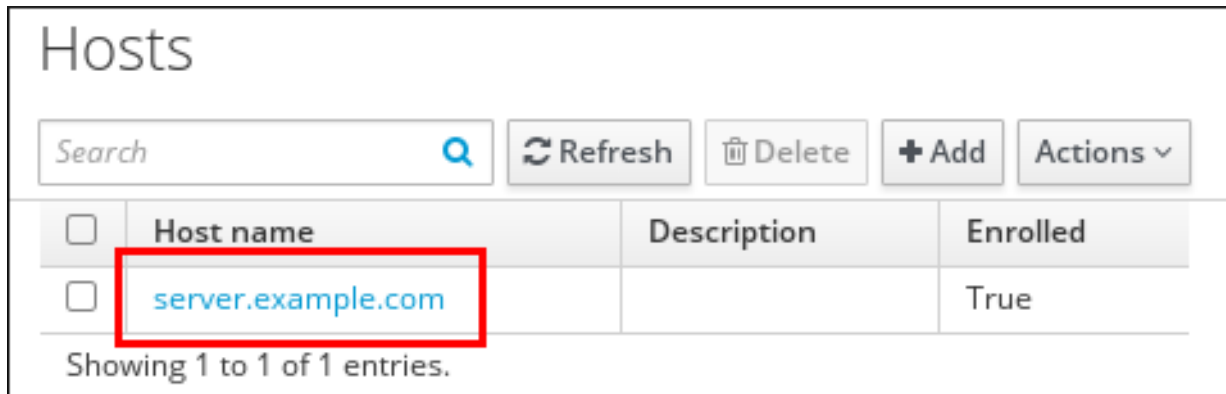 Hosts
Search Refresh Delete Add Actions
Host name Description Enrolled
server.example.com True
Showing 1 to 1 of 1 entries.